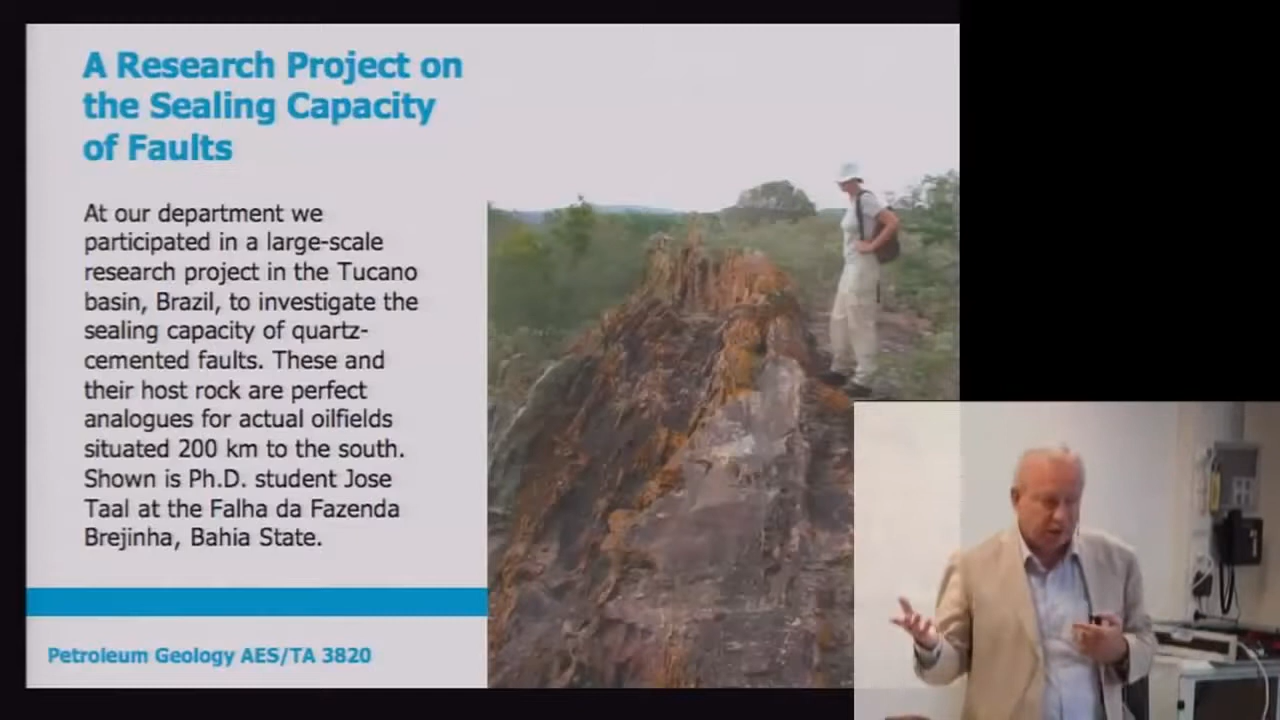 A Research Project on
the Sealing Capacity
of Faults
At our department we
participated in a large-scale
research project in the Tucano
basin, Brazil, to investigate the
sealing capacity of quartz-
cemented faults. These and
their host rock are perfect
analogues for actual oilfields
situated 200 km to the south.
Shown is Ph.D. student Jose
Taal at the Falha da Fazenda
Brejinha, Bahia State.
Petroleum Geology AES/TA 3820